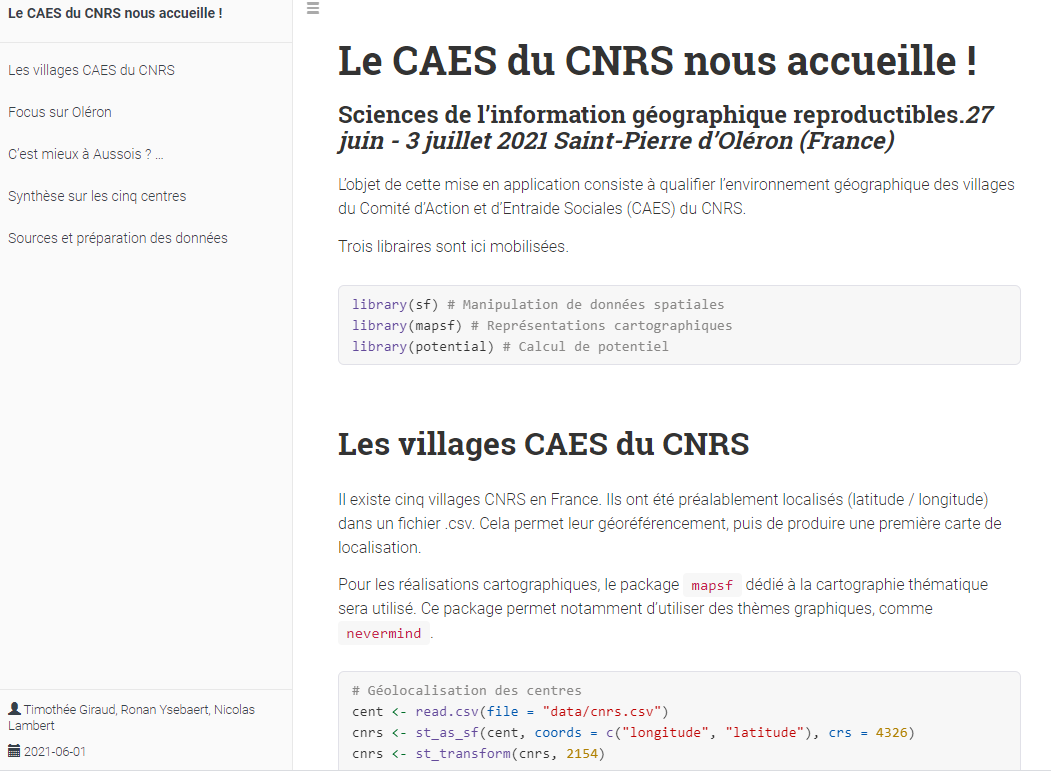 Le CAES du CNRS nous accueille !
Les villages CAES du CNRS
Focus sur Oléron
C'est mieux à Aussois ? ...
Synthèse sur les cinq centres
Sources et préparation des données
Timothée Giraud, Ronan Ysebaert, Nicolas
Lambert
2021-06-01
Le CAES du CNRS nous accueille !
Sciences de l'information géographique reproductibles.27
juin - 3 juillet 2021 Saint-Pierre d'Oléron (France)
L'objet de cette mise en application consiste à qualifier l'environnement géographique des villages
du Comité d'Action et d'Entraide Sociales (CAES) du CNRS.
Trois libraires sont ici mobilisées.
library(sf) # Manipulation de données spatiales
library(mapsf) # Représentations cartographiques
library(potential) # Calcul de potentiel
Les villages CAES du CNRS
Il existe cinq villages CNRS en France. Ils ont été préalablement localisés (latitude / longitude)
dans un fichier .csv. Cela permet leur géoréférencement, puis de produire une première carte de
localisation.
Pour les réalisations cartographiques, le package mapsf dédié à la cartographie thématique
sera utilisé. Ce package permet notamment d'utiliser des thèmes graphiques, comme
nevermind .
# Géolocalisation des centres
cent <- read.csv(file = "data/cnrs.csv")
cnrs <- st_as_sf(cent, coords = c("longitude", "latitude"), crs = 4326)
cnrs <- st_transform(cnrs, 2154)